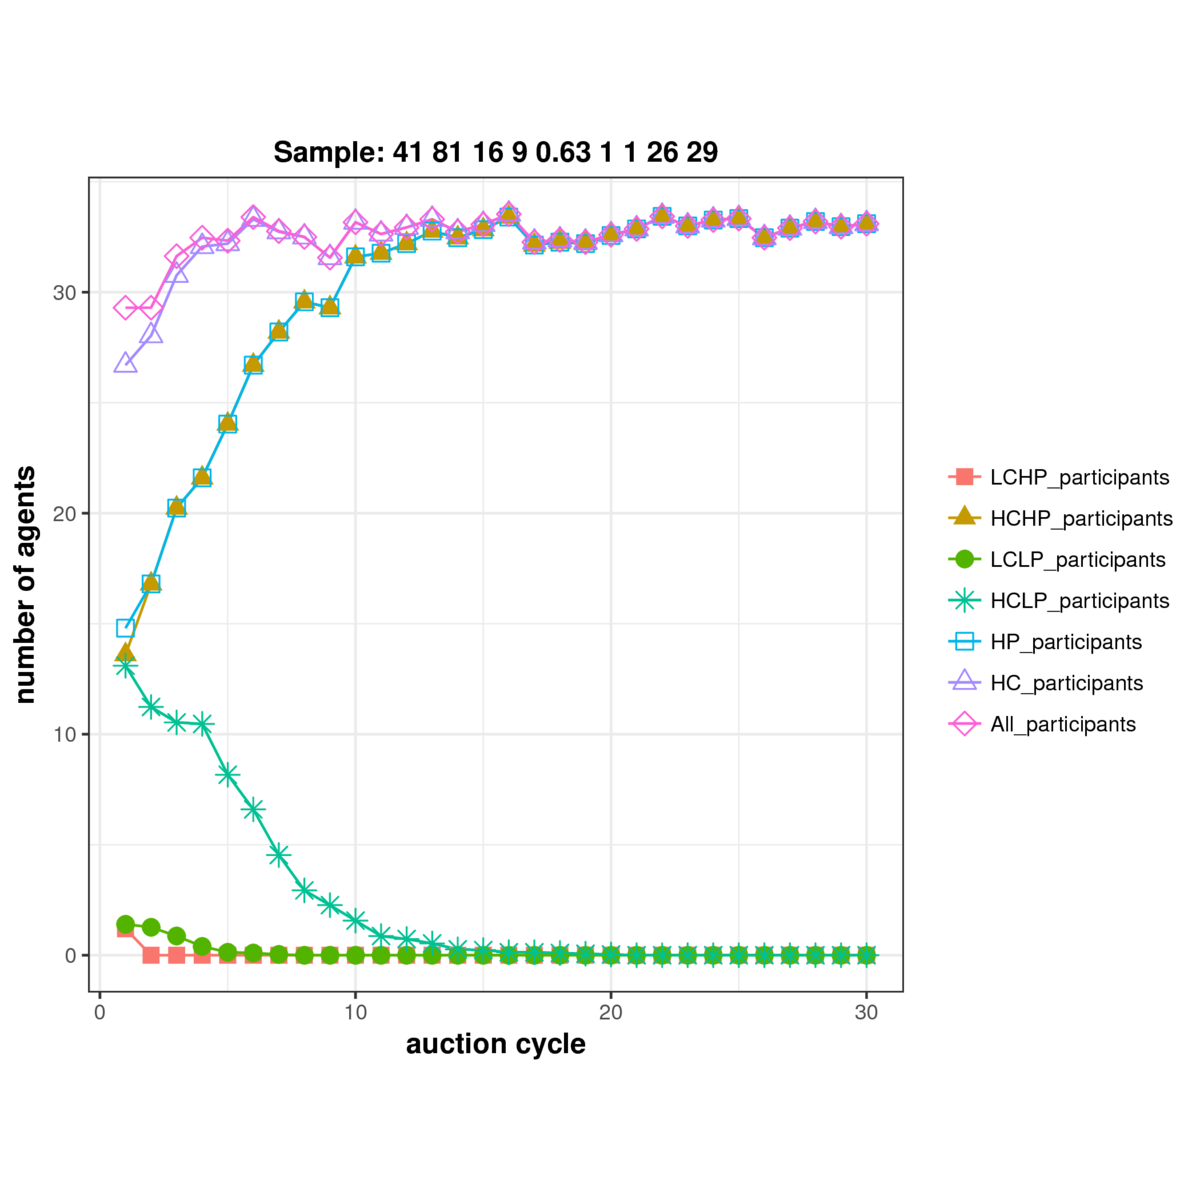 Sample: 41 81 16 9 0.63 1 1 26 29
number of agents
30
20
10
0
0 10 20 30
auction cycle
LCHP_participants
HCHP_participants
LCLP_participants
HCLP_participants
HP_participants
HC_participants
All_participants